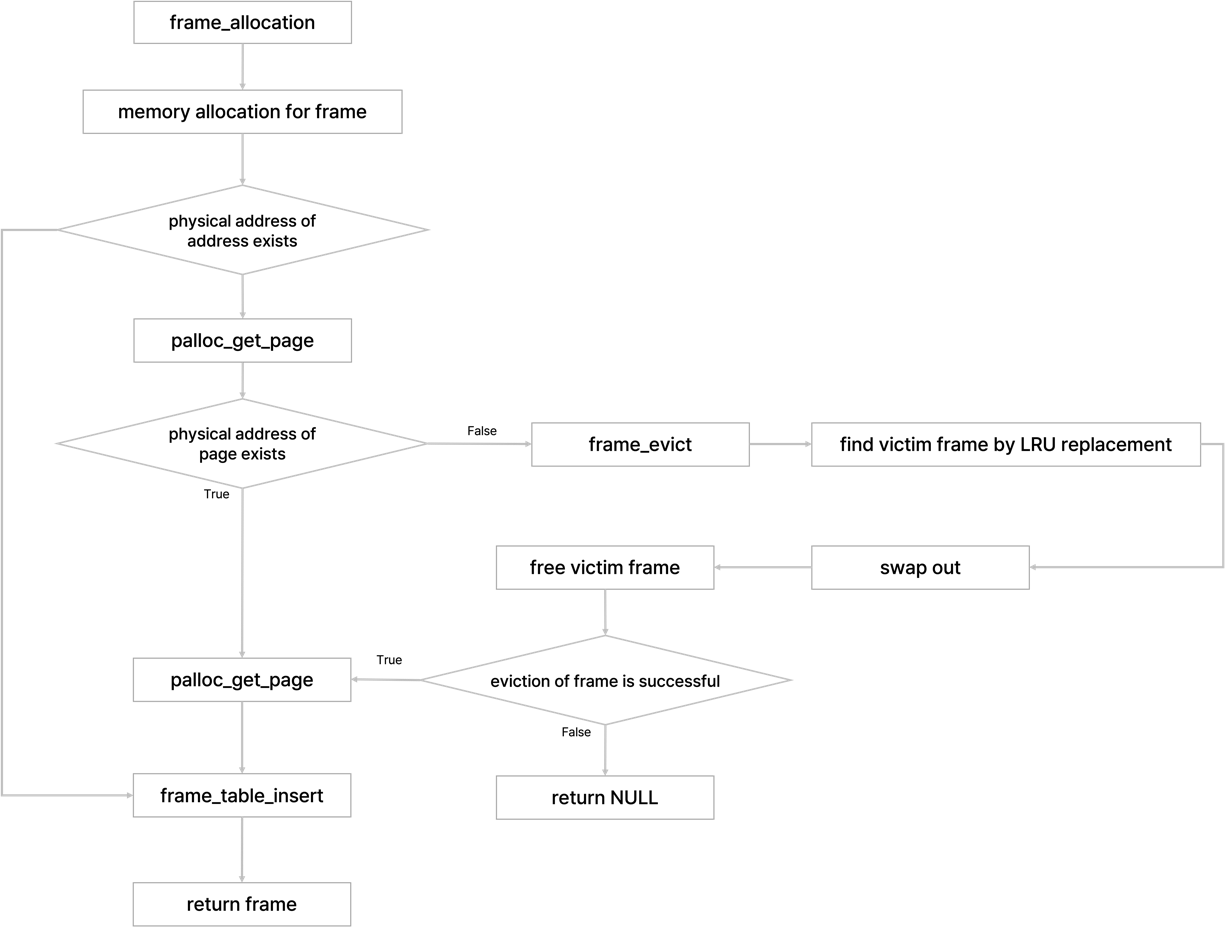 frame_allocation
memory allocation for frame
physical address of
address exists
palloc_get_page
physical address of
page exists
False
frame_evict
find victim frame by LRU replacement
True
free victim frame
swap out
palloc_get_page
True
eviction of frame is successful
False
frame_table_insert
return NULL
return frame